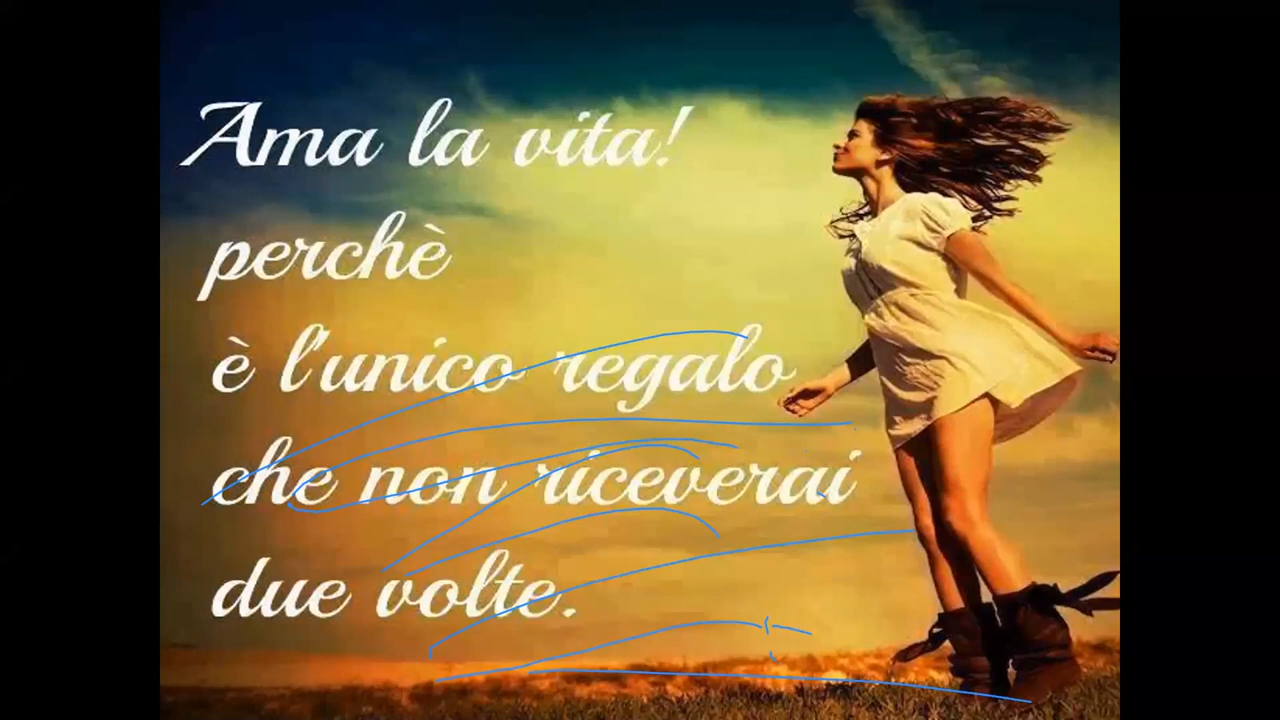 Ama la vita!
perchè
è l'unico regalo
che non riceverai
due volte.